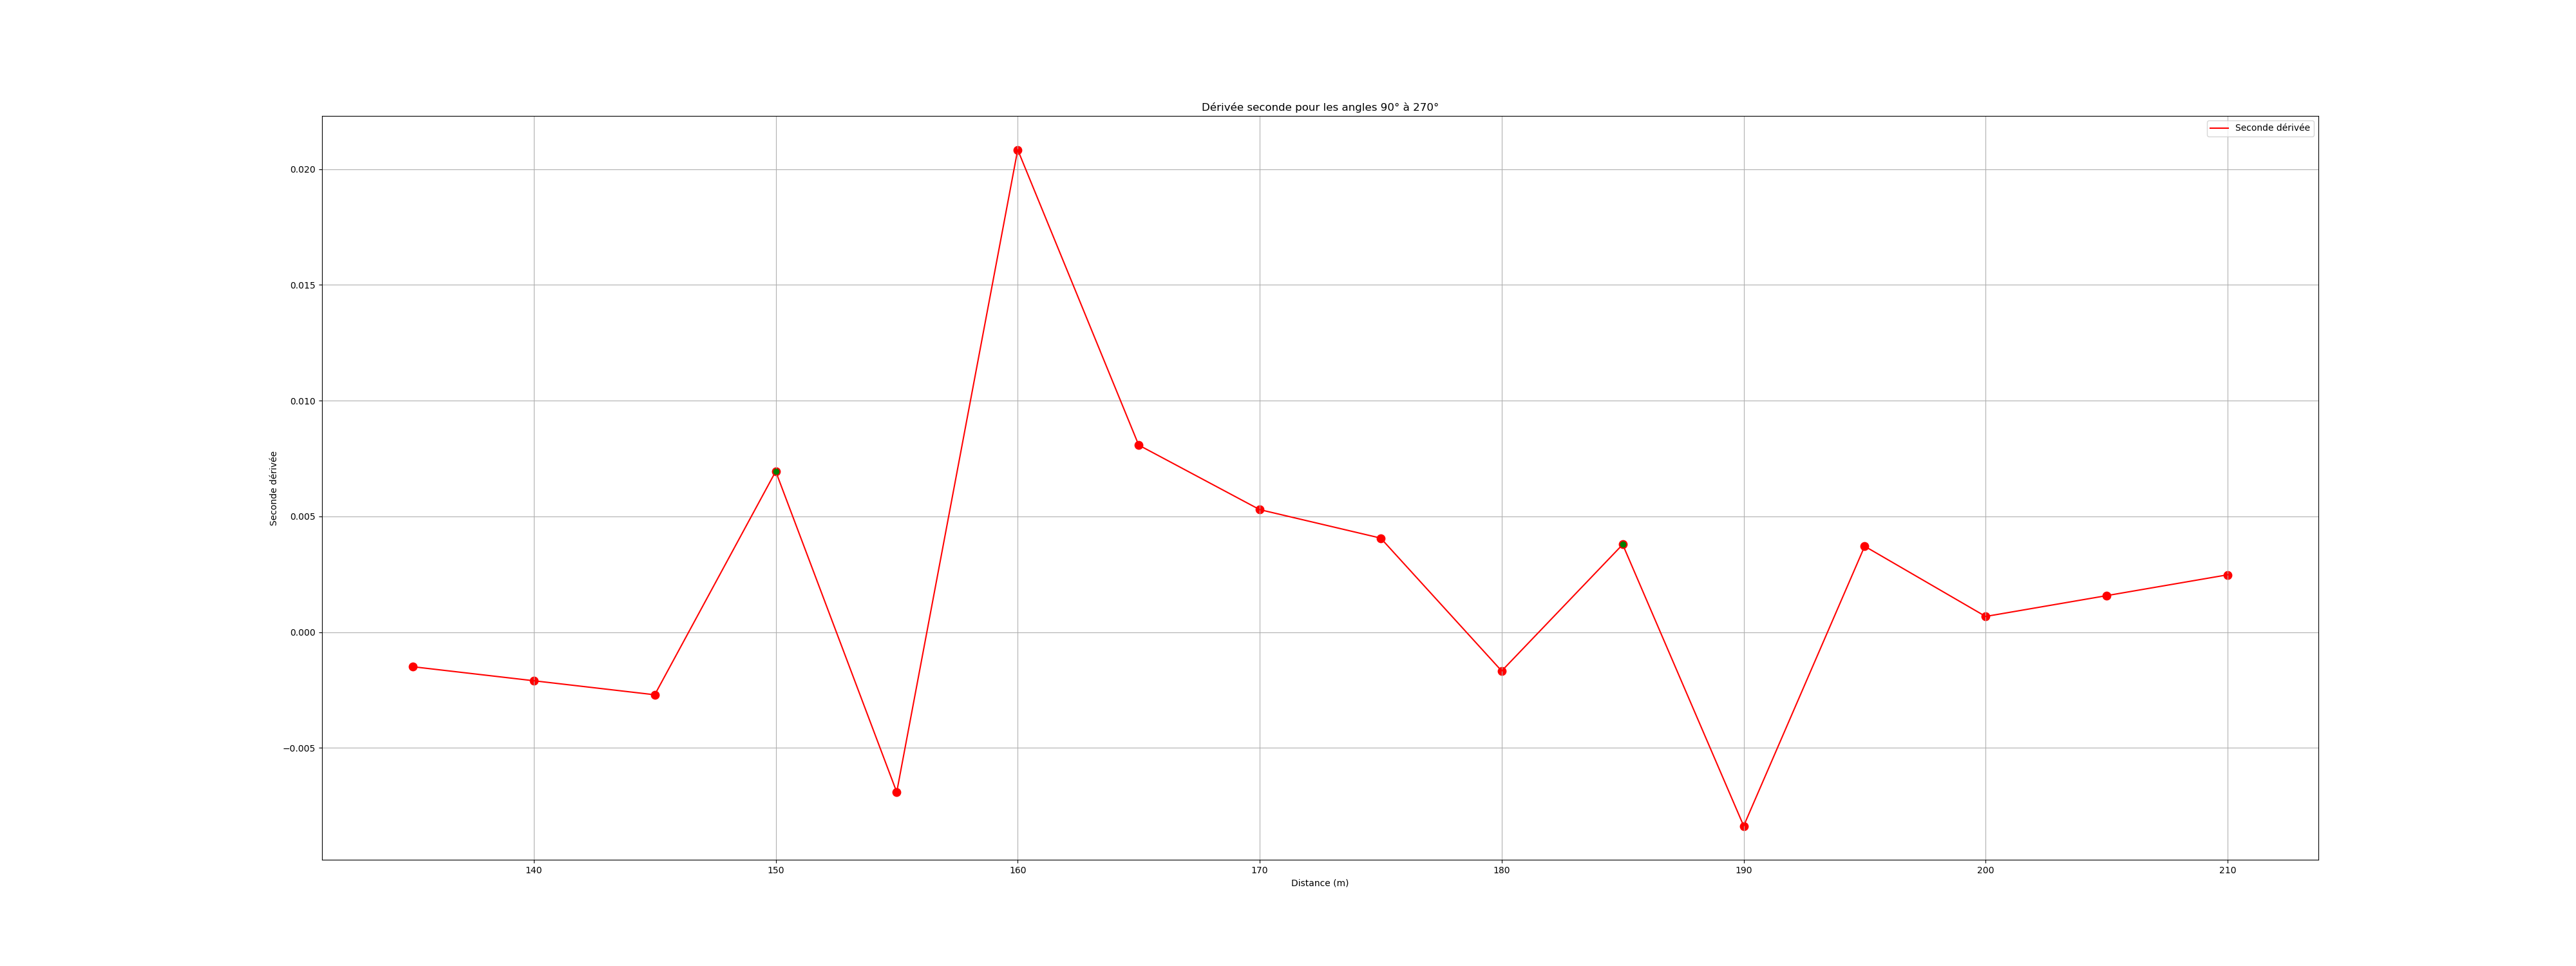 Dérivée seconde pour les angles 90° à 270°
Seconde dérivée
0.020
0.015
0.010
0.005
0.000
−0.005
Seconde dérivée
140 150 160 170 180 190 200 210
Distance (m)